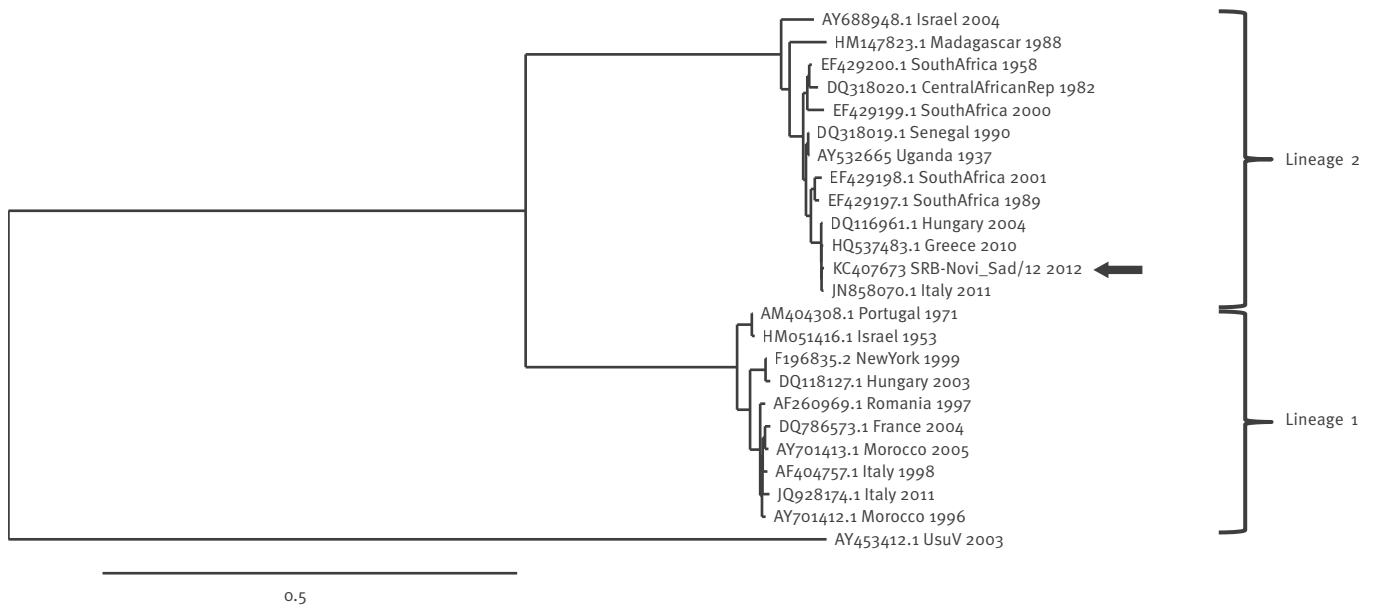 AY688948.1 Israel 2004
HM147823.1 Madagascar 1988
EF429200.1 SouthAfrica 1958
DQ318020.1 CentralAfricanRep 1982
EF429199.1 SouthAfrica 2000
DQ318019.1 Senegal 1990
AY532665 Uganda 1937
EF429198.1 SouthAfrica 2001
EF429197.1 SouthAfrica 1989
DQ116961.1 Hungary 2004
HQ537483.1 Greece 2010
KC407673 SRB-Novi_Sad/12 2012
JN858070.1 Italy 2011
Lineage 2
AM404308.1 Portugal 1971
HM051416.1 Israel 1953
F196835.2 NewYork 1999
DQ118127.1 Hungary 2003
AF260969.1 Romania 1997
DQ786573.1 France 2004
AY701413.1 Morocco 2005
AF404757.1 Italy 1998
JQ928174.1 Italy 2011
AY701412.1 Morocco 1996
Lineage 1
AY453412.1 UsuV 2003
0.5